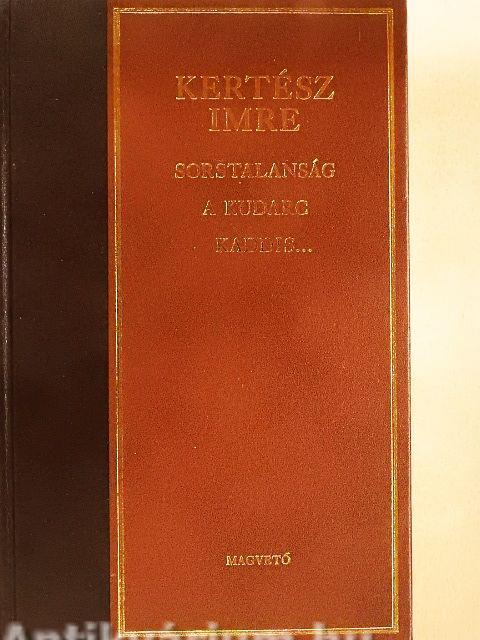 KERTÉSZ
IMRE
SORSTALANSÁG
A KUDARC
KADDIS...
MAGVETŐ